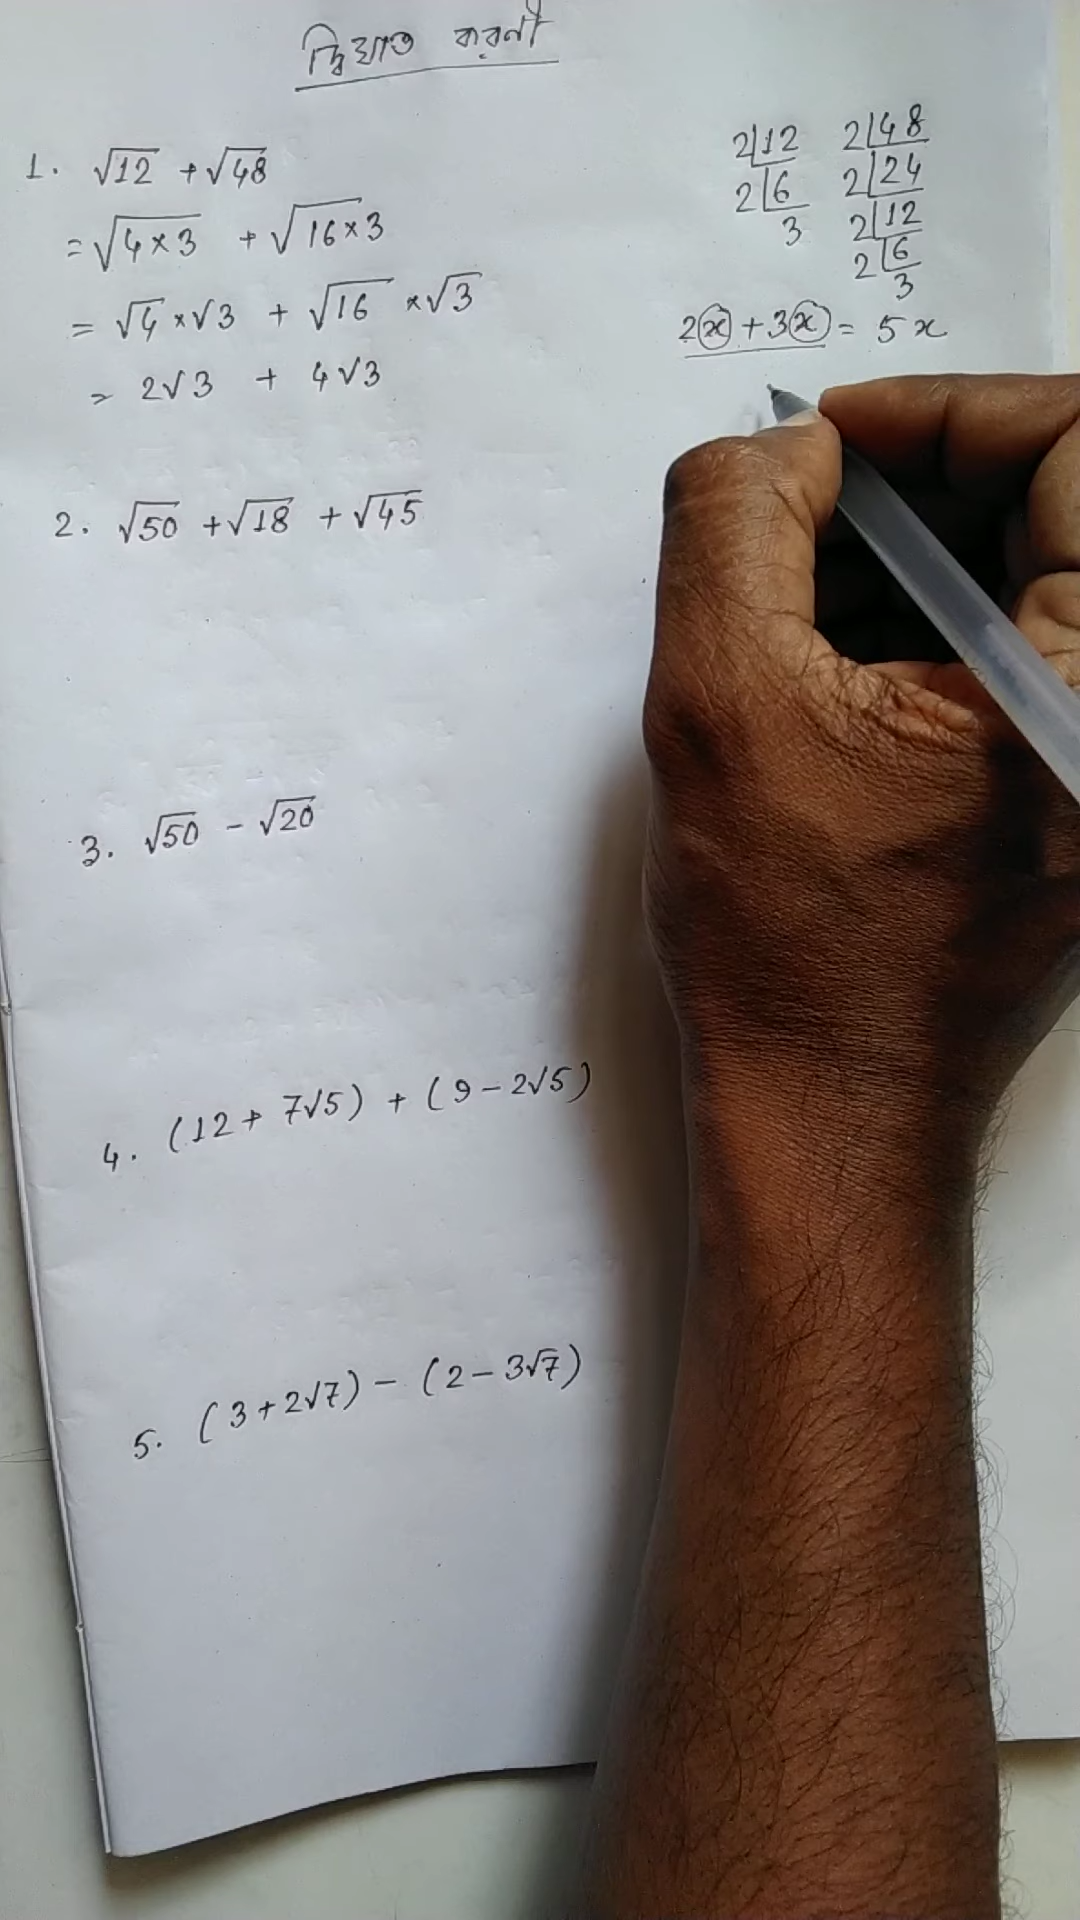 দ্বিঘাত করণী
1. √12 + √48
= √4×3 + √16×3
= √4 × √3 + √16 × √3
= 2√3 + 4√3
2|12
2|6
3
2|48
2|24
2|12
2|6
3
2x + 3x = 5x
2. √50 + √18 + √45
3. √50 - √20
4. (12 + 7√5) + (9 - 2√5)
5. (3 + 2√7) - (2 - 3√7)